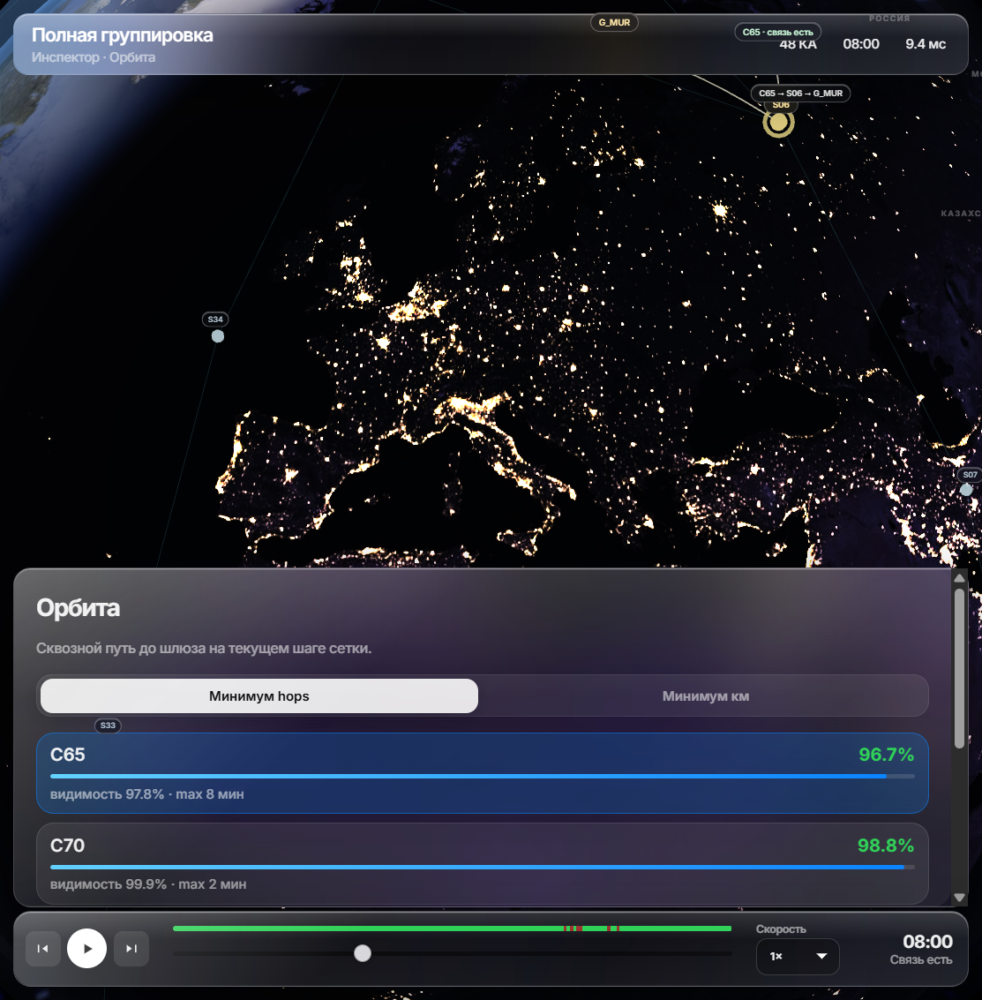 Полная группировка
Инспектор · Орбита
G_MUR
РОССИЯ
C65 · связь есть
48 КА
08:00
9.4 мс
C65 → S06 → G_MUR
S06
КАЗАХС
S34
S07
Орбита
Сквозной путь до шлюза на текущем шаге сетки.
Минимум hops
Минимум км
S33
C65
96.7%
видимость 97.8% · max 8 мин
C70
98.8%
видимость 99.9% · max 2 мин
Скорость
1×
08:00
Связь есть